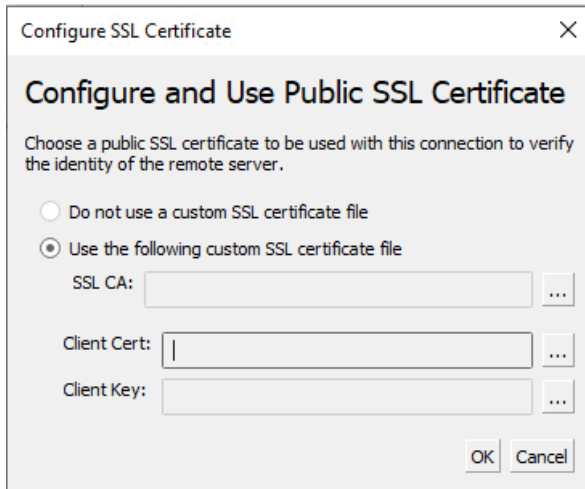 Configure SSL Certificate
Configure and Use Public SSL Certificate
Choose a public SSL certificate to be used with this connection to verify
the identity of the remote server.
Do not use a custom SSL certificate file
Use the following custom SSL certificate file
SSL CA:
...
Client Cert:
...
Client Key:
...
OK Cancel